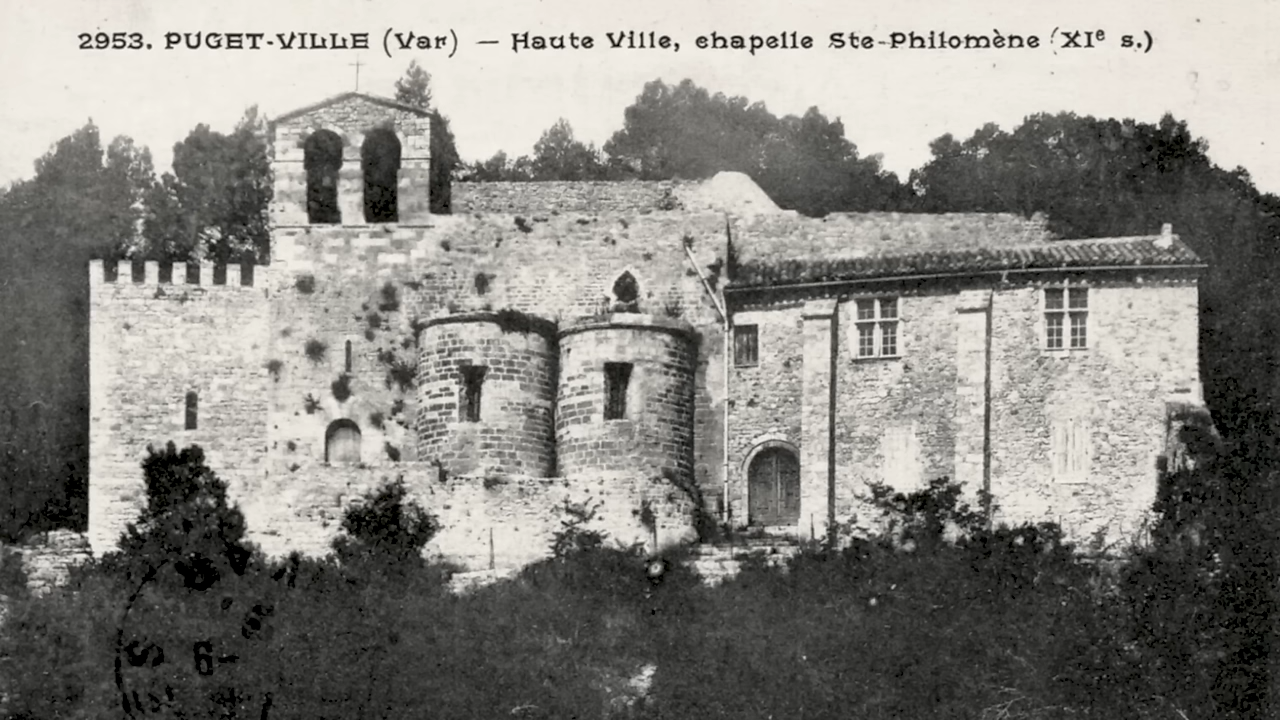 2953. PUGET-VILLE (Var) — Haute Ville, chapelle Ste-Philomène (XIe s.)